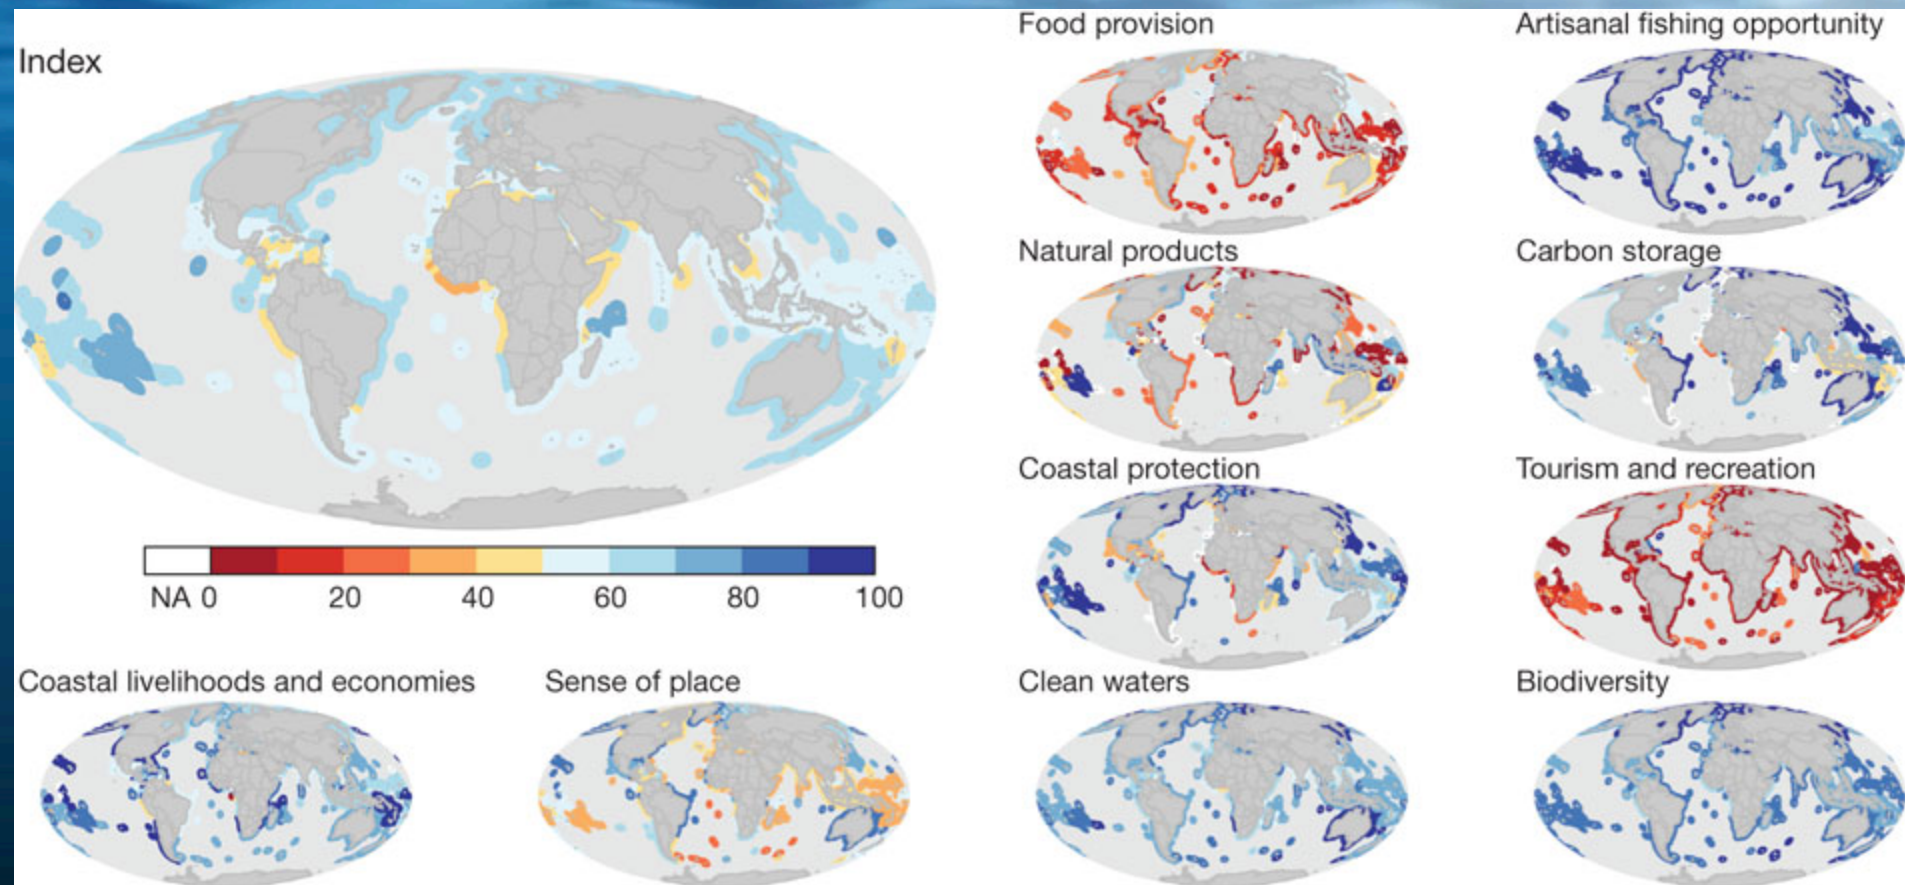 Index
NA 0 20 40 60 80 100
Coastal livelihoods and economies
Sense of place
Food provision
Artisanal fishing opportunity
Natural products
Carbon storage
Coastal protection
Tourism and recreation
Clean waters
Biodiversity